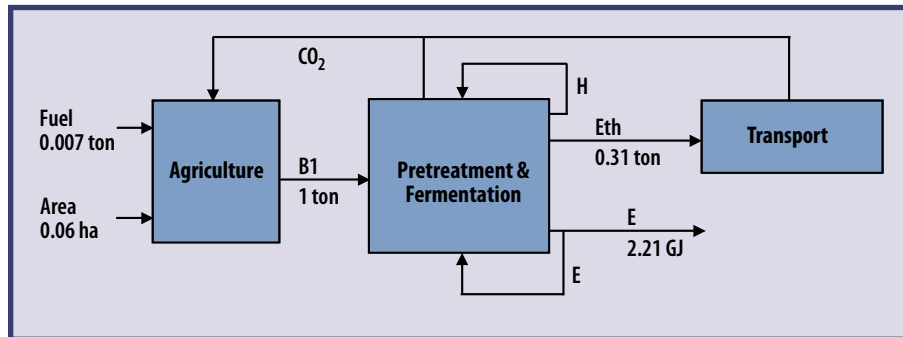 CO₂
H
Fuel
0.007 ton
Agriculture
B1
1 ton
Pretreatment &
Fermentation
Eth
0.31 ton
Transport
Area
0.06 ha
E
2.21 GJ
E